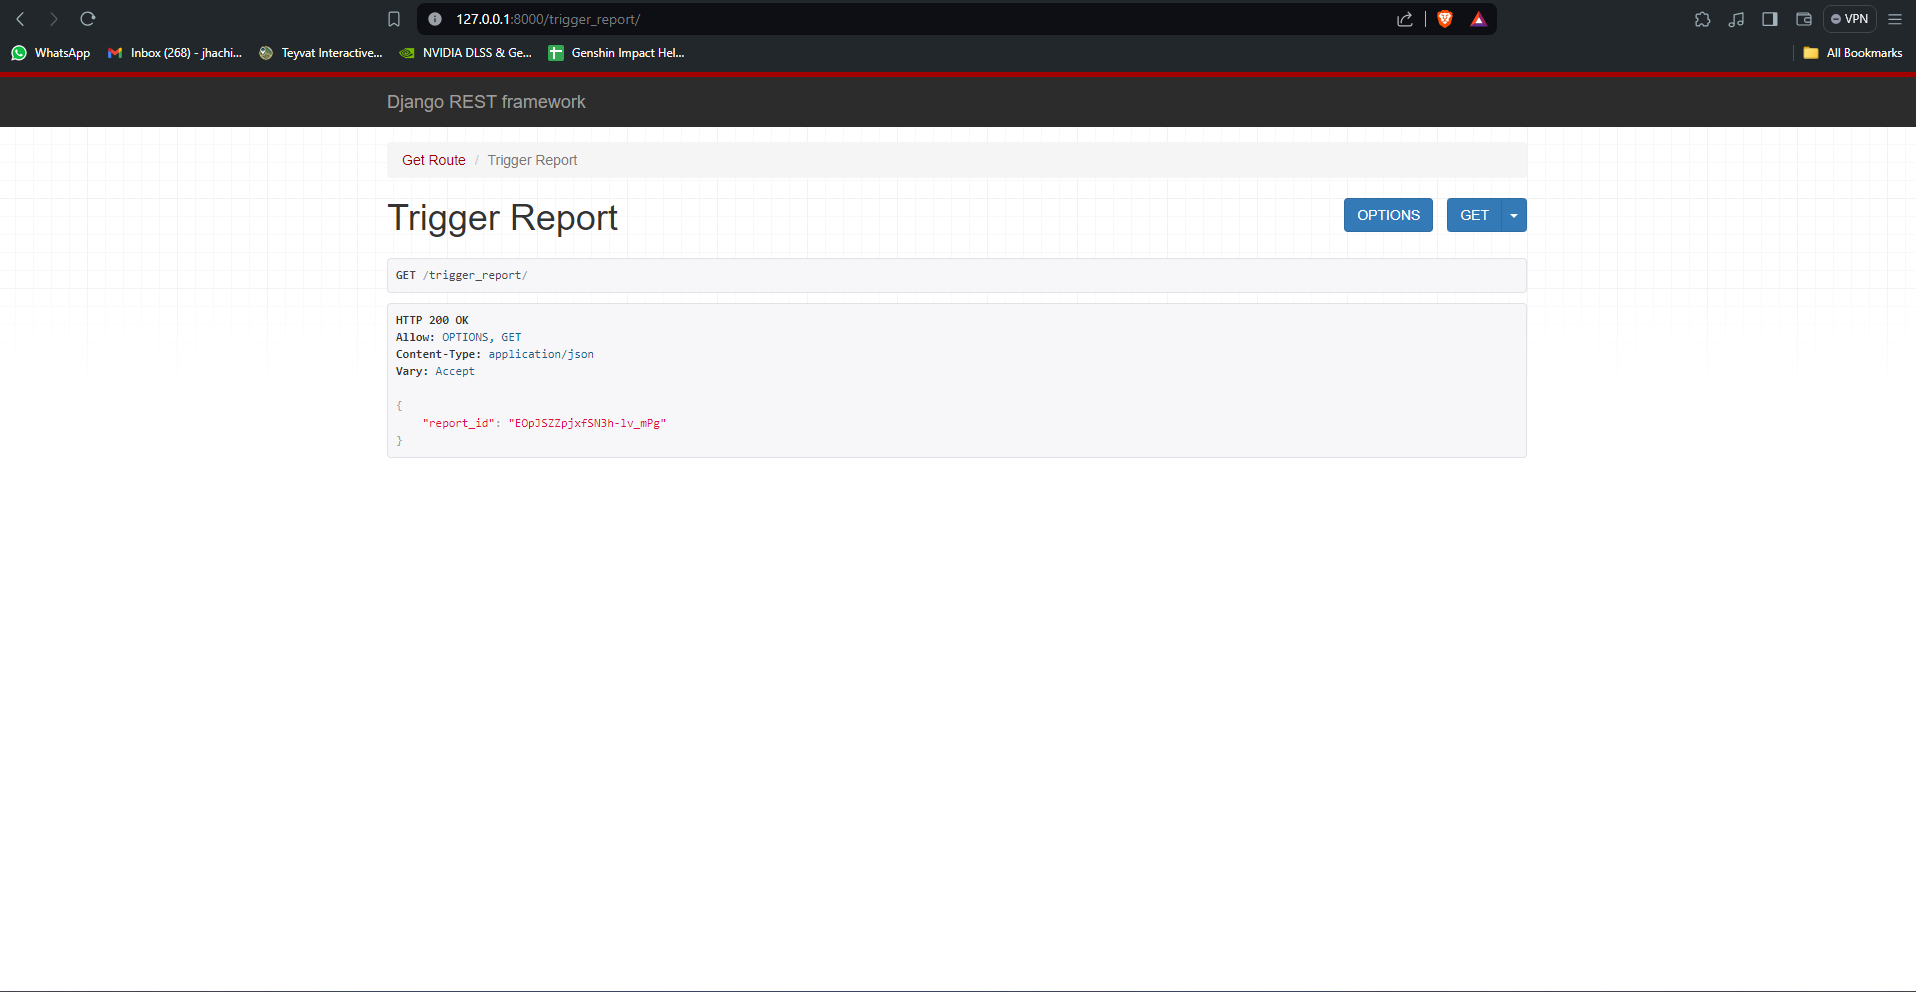 127.0.0.1:8000/trigger_report/
VPN
WhatsApp
Inbox (268) - jhachi...
Teyvat Interactive...
NVIDIA DLSS & Ge...
Genshin Impact Hel...
All Bookmarks
Django REST framework
Get Route / Trigger Report
Trigger Report
OPTIONS
GET
GET /trigger_report/
HTTP 200 OK
Allow: OPTIONS, GET
Content-Type: application/json
Vary: Accept
{
"report_id": "EOpJSZZpjxfSN3h-lv_mPg"
}